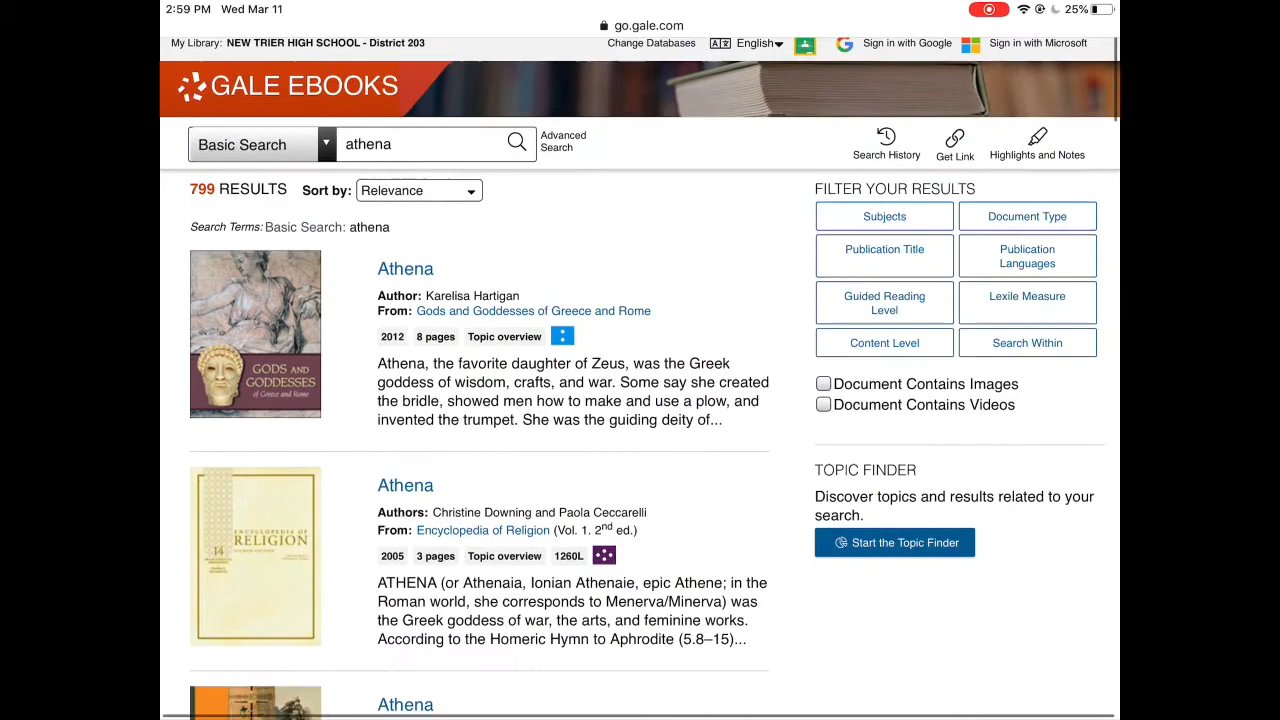 2:59 PM Wed Mar 11
25%
go.gale.com
My Library: NEW TRIER HIGH SCHOOL - District 203
Change Databases
English
Sign in with Google
Sign in with Microsoft
GALE EBOOKS
Basic Search
athena
Advanced
Search
Search History
Get Link
Highlights and Notes
799 RESULTS
Sort by: Relevance
Search Terms: Basic Search: athena
GODS AND
GODDESSES
of Greece and Rome
Athena
Author: Karelisa Hartigan
From: Gods and Goddesses of Greece and Rome
2012 8 pages Topic overview
Athena, the favorite daughter of Zeus, was the Greek
goddess of wisdom, crafts, and war. Some say she created
the bridle, showed men how to make and use a plow, and
invented the trumpet. She was the guiding deity of...
ENCYCLOPEDIA OF
RELIGION
SECOND EDITION
14
Athena
Authors: Christine Downing and Paola Ceccarelli
From: Encyclopedia of Religion (Vol. 1. 2nd ed.)
2005 3 pages Topic overview 1260L
ATHENA (or Athenaia, Ionian Athenaie, epic Athene; in the
Roman world, she corresponds to Menerva/Minerva) was
the Greek goddess of war, the arts, and feminine works.
According to the Homeric Hymn to Aphrodite (5.8–15)...
Athena
FILTER YOUR RESULTS
Subjects
Document Type
Publication Title
Publication
Languages
Guided Reading
Level
Lexile Measure
Content Level
Search Within
Document Contains Images
Document Contains Videos
TOPIC FINDER
Discover topics and results related to your
search.
Start the Topic Finder